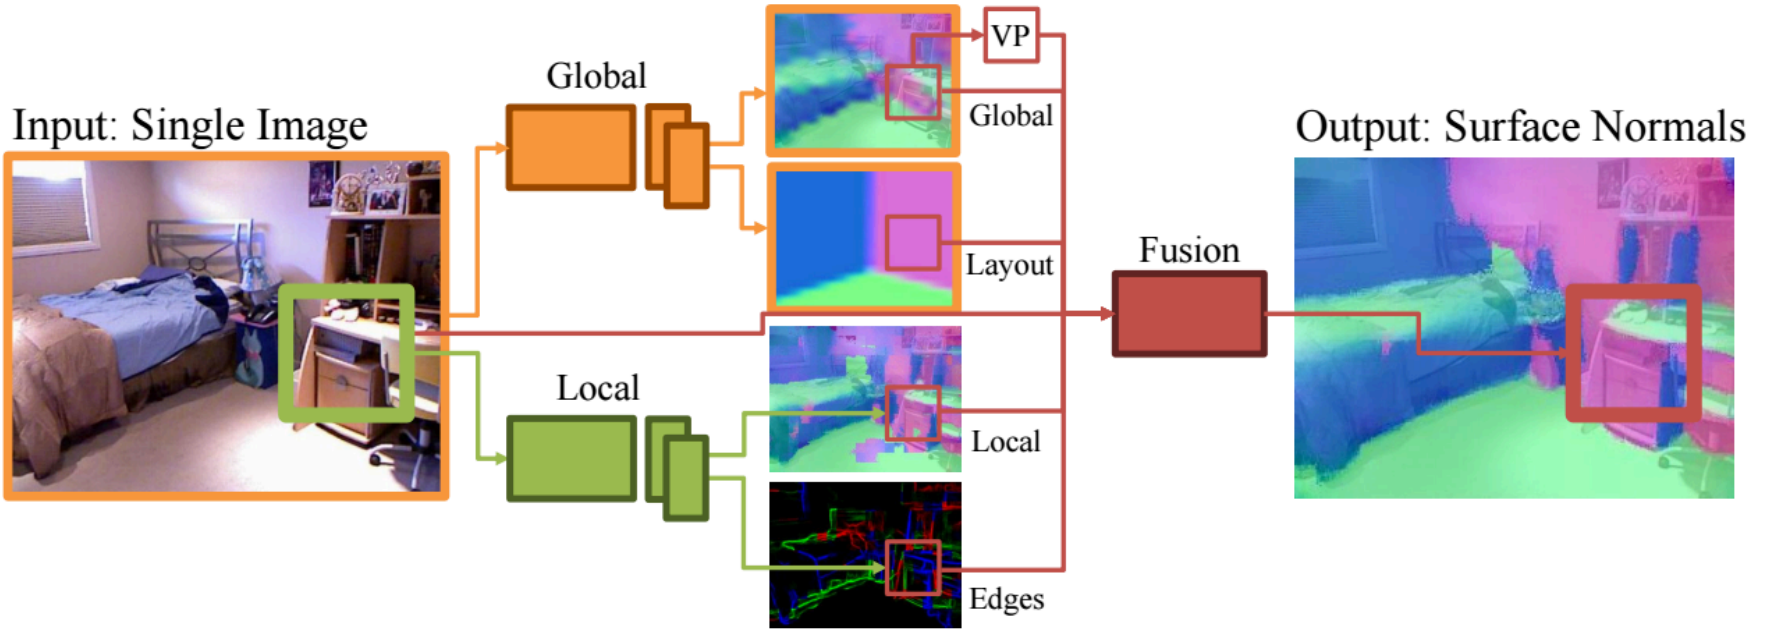 Input: Single Image
Global
VP
Global
Layout
Local
Local
Edges
Fusion
Output: Surface Normals